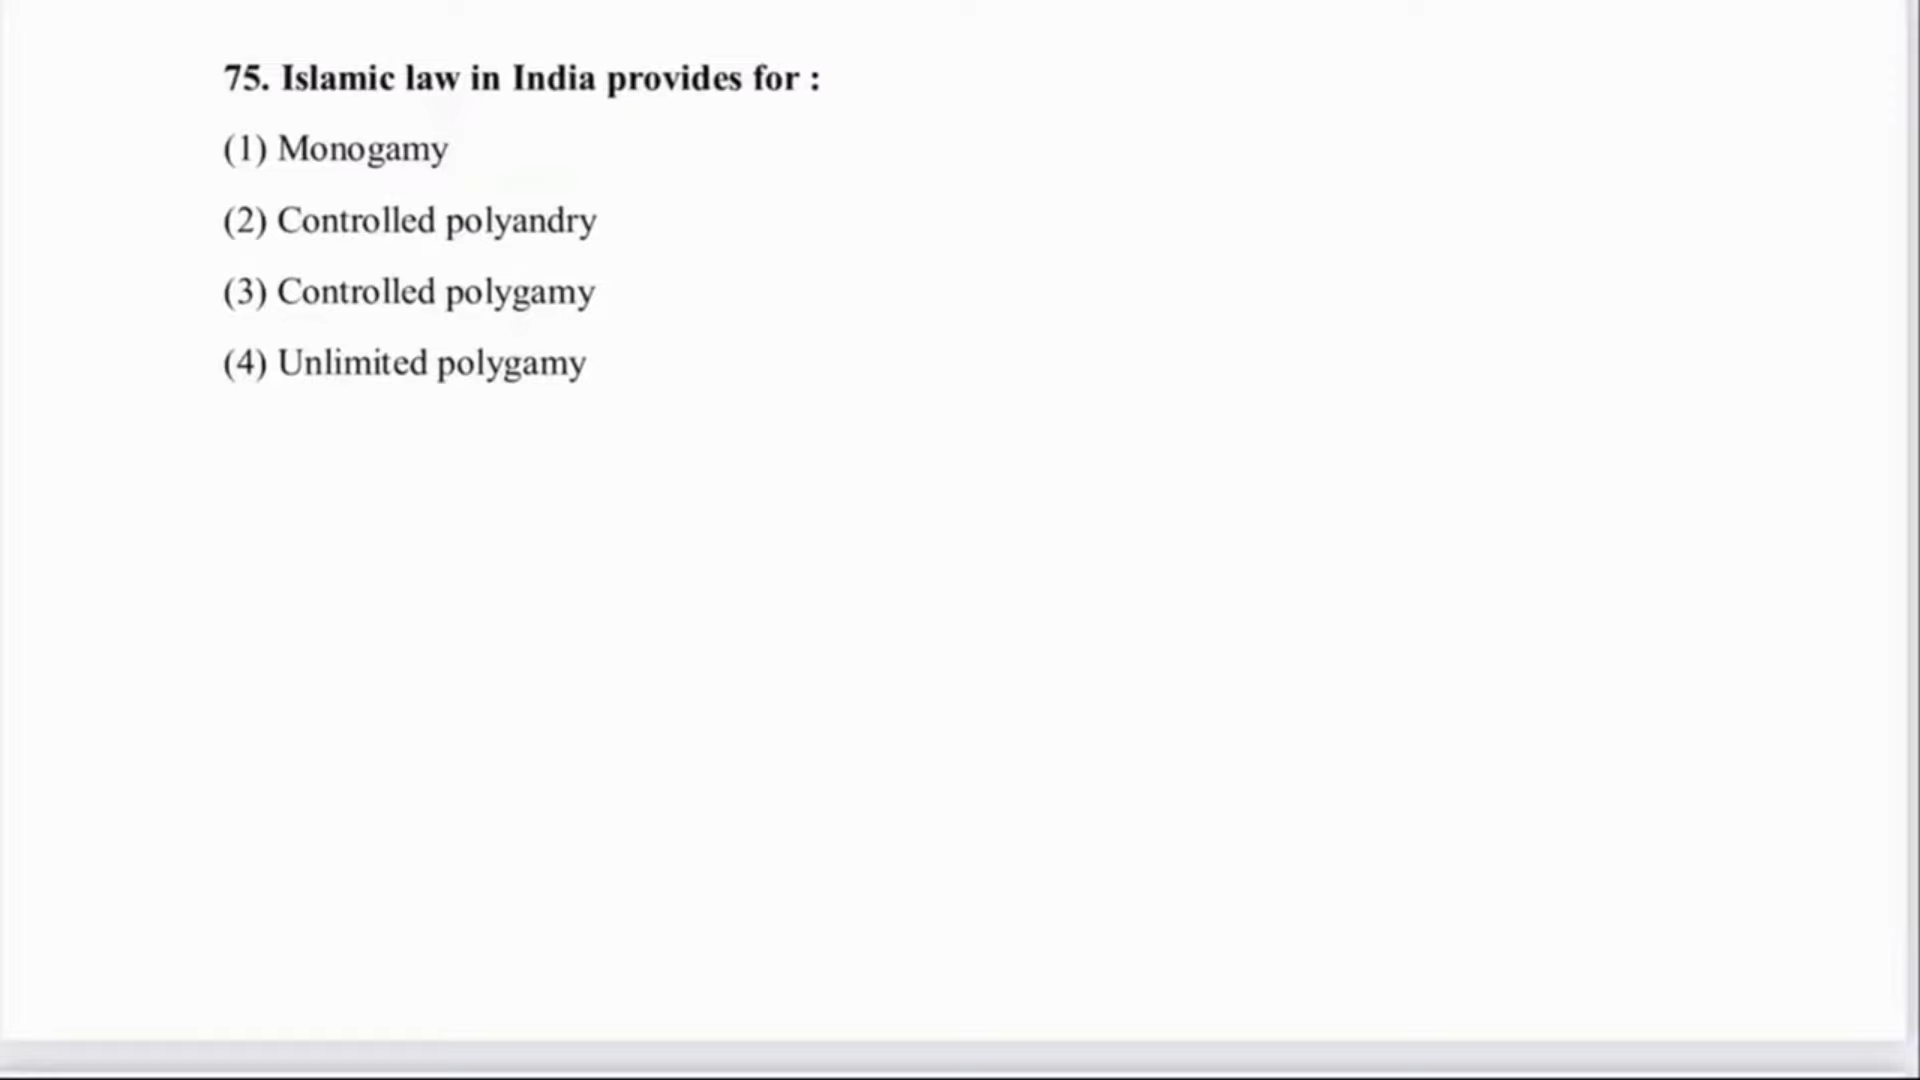 75. Islamic law in India provides for :
(1) Monogamy
(2) Controlled polyandry
(3) Controlled polygamy
(4) Unlimited polygamy